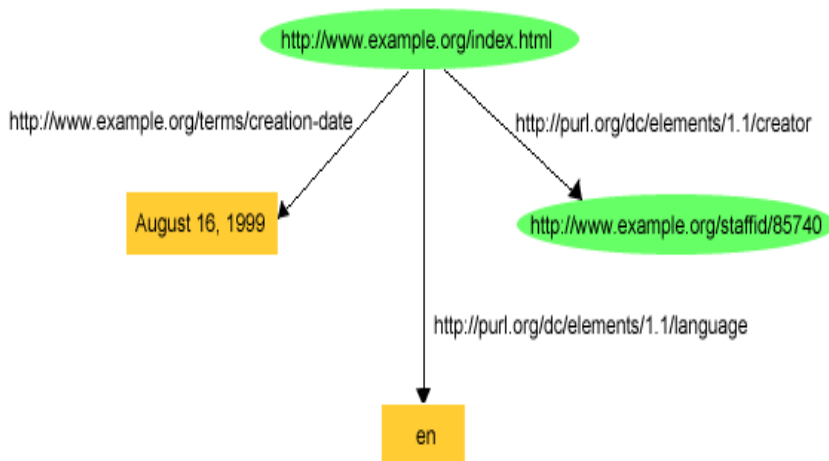 http://www.example.org/index.html
http://www.example.org/terms/creation-date
http://purl.org/dc/elements/1.1/creator
August 16, 1999
http://www.example.org/staffid/85740
http://purl.org/dc/elements/1.1/language
en